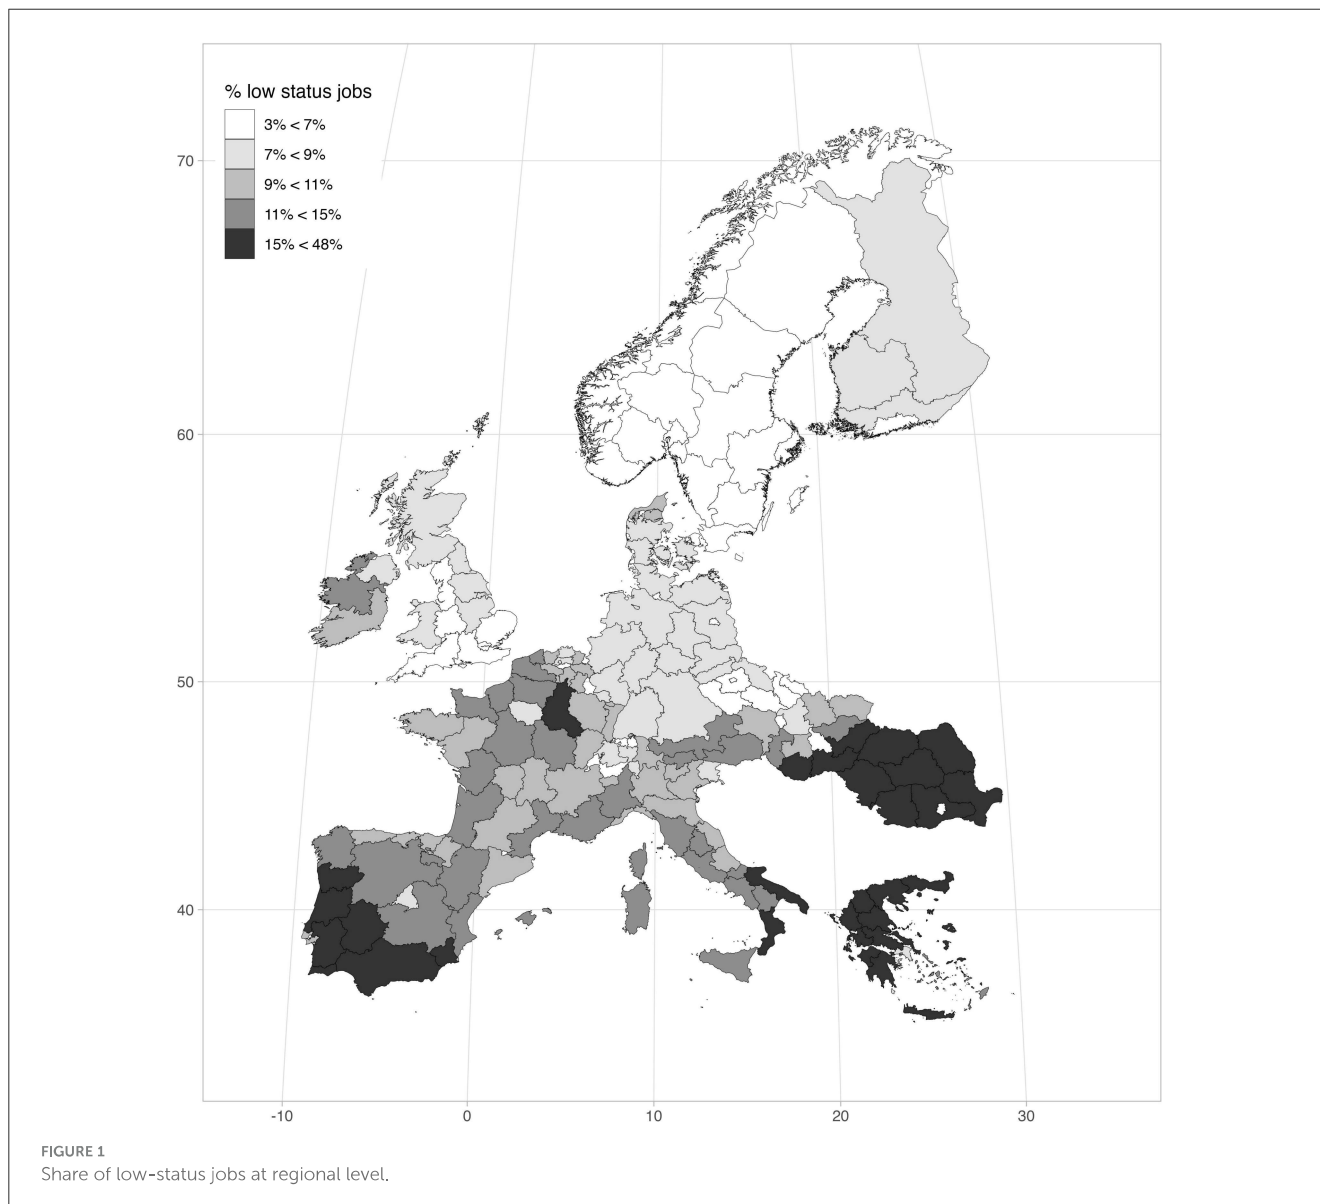 % low status jobs
3% < 7%
7% < 9%
9% < 11%
11% < 15%
15% < 48%
70
60
50
40
-10 0 10 20 30
FIGURE 1
Share of low-status jobs at regional level.